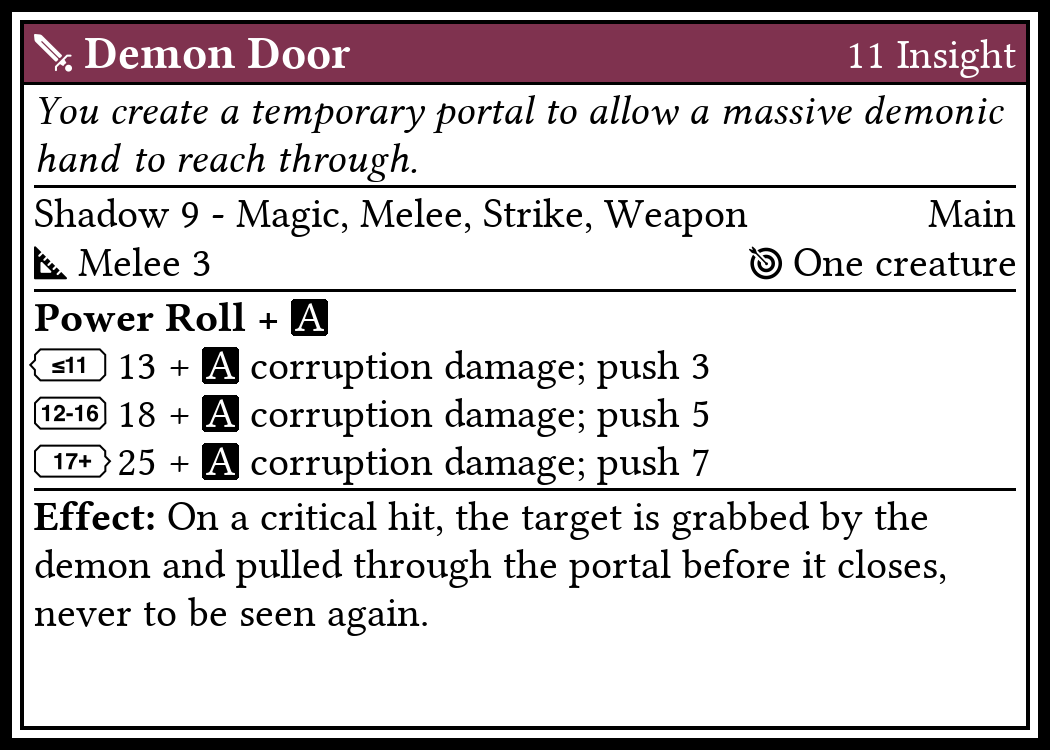 Demon Door 11 Insight
You create a temporary portal to allow a massive demonic
hand to reach through.
Shadow 9 - Magic, Melee, Strike, Weapon Main
Melee 3 One creature
Power Roll + A
≤11 13 + A corruption damage; push 3
12-16 18 + A corruption damage; push 5
17+ 25 + A corruption damage; push 7
Effect: On a critical hit, the target is grabbed by the
demon and pulled through the portal before it closes,
never to be seen again.